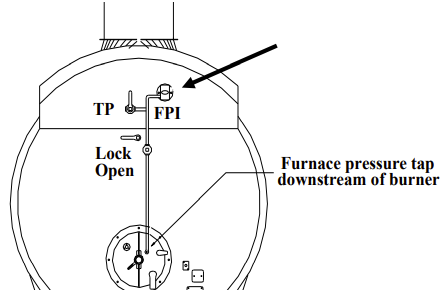 TP
FPI
Lock
Open
Furnace pressure tap
downstream of burner